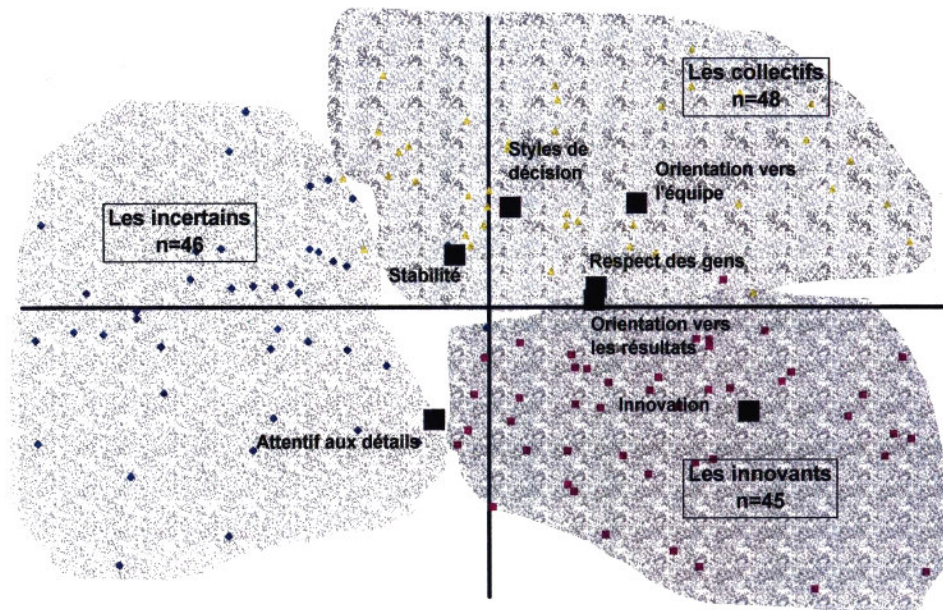 Les collectifs
n=48
Styles de
décision
Orientation vers
l'équipe
Les incertains
n=46
Stabilité
Respect des gens
Orientation vers
les résultats
Innovation
Attentif aux détails
Les innovants
n=45